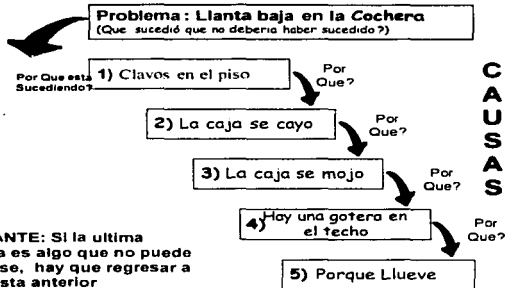 Problema : Llanta baja en la Cochera
(Que sucedió que no deberia haber sucedido?)
Por Que esta
Sucediendo?
1) Clavos en el piso
Por
Que?
2) La caja se cayo
Por
Que?
3) La caja se mojo
Por
Que?
4) Hay una gotera en
el techo
Por
Que?
5) Porque Llueve
CAUSAS
ANTE: Si la ultima
a es algo que no puede
se, hay que regresar a
sta anterior